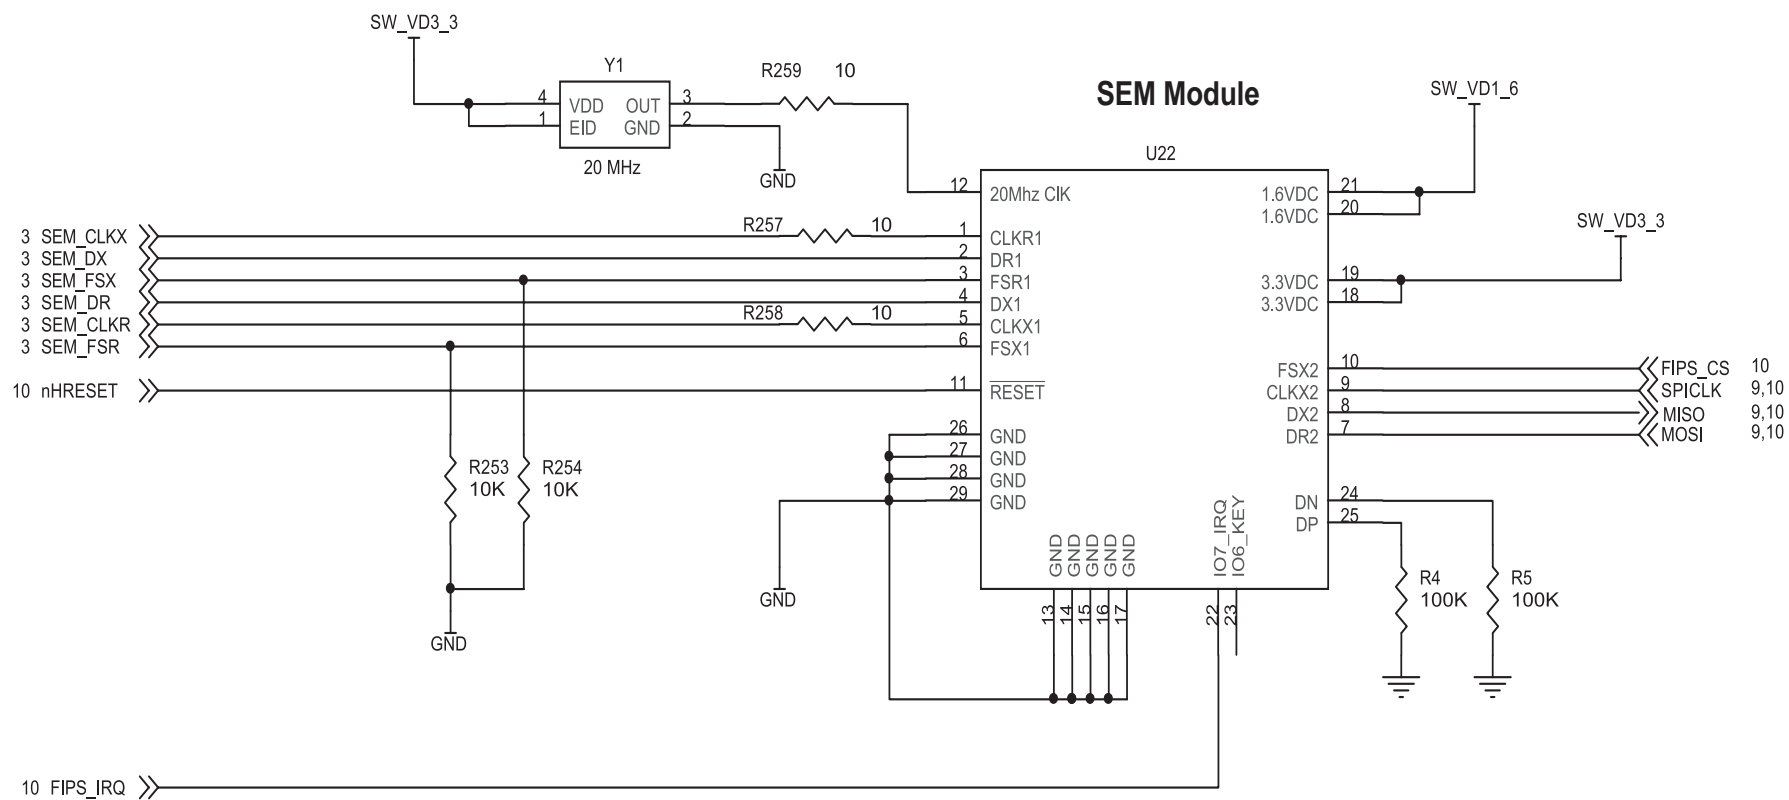 SW_VD3_3
Y1
R259 10
SEM Module
SW_VD1_6
4 VDD OUT 3
1 EID GND 2
20 MHz
GND
U22
12 20Mhz ClK
1.6VDC 21
1.6VDC 20
SW_VD3_3
3 SEM_CLKX
R257 10
1 CLKR1
3 SEM_DX
2 DR1
3 SEM_FSX
3 FSR1
3.3VDC 19
3 SEM_DR
4 DX1
3.3VDC 18
3 SEM_CLKR
R258 10
5 CLKX1
3 SEM_FSR
6 FSX1
FSX2 10
FIPS_CS 10
10 nHRESET
11 RESET
CLKX2 9
SPICLK 9,10
DX2 8
MISO 9,10
26 GND
DR2 7
MOSI 9,10
27 GND
28 GND
29 GND
R253
10K
R254
10K
DN 24
DP 25
GND
GND
GND
GND
GND
IO7_IRQ
IO6_KEY
13
14
15
16
17
22
23
R4
100K
R5
100K
GND
GND
10 FIPS_IRQ